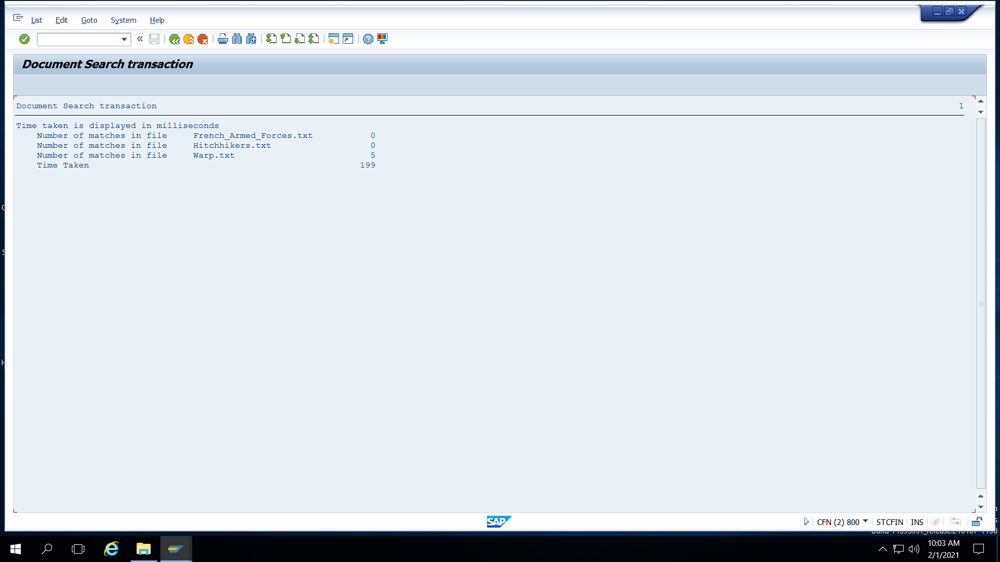 List Edit Goto System Help
Document Search transaction
Document Search transaction 1
Time taken is displayed in milliseconds
Number of matches in file French_Armed_Forces.txt 0
Number of matches in file Hitchhikers.txt 0
Number of matches in file Warp.txt 5
Time Taken 199
SAP
CFN (2) 800 STCFIN INS
10:03 AM
2/1/2021